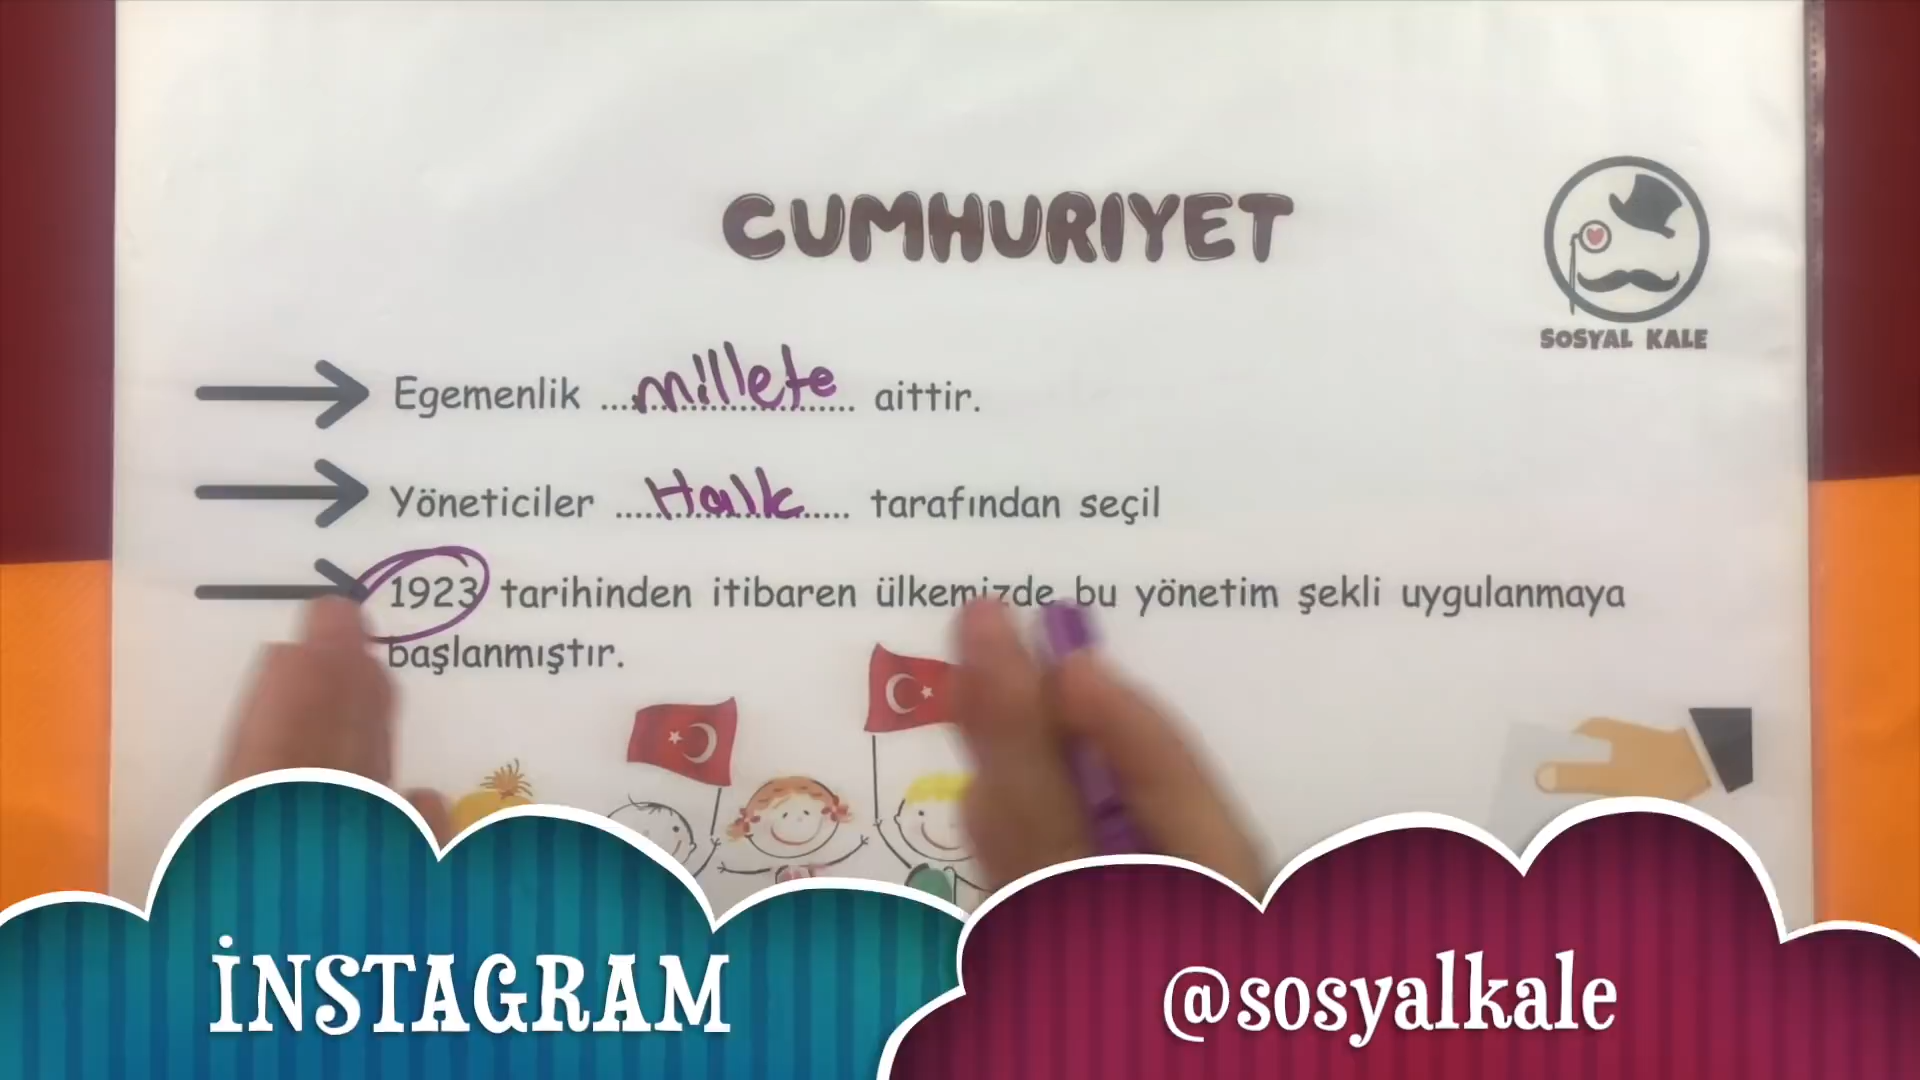 CUMHURIYET
SOSYAL KALE
Egemenlik ...millete... aittir.
Yöneticiler ...Halk... tarafından seçil
1923 tarihinden itibaren ülkemizde bu yönetim şekli uygulanmaya
başlanmıştır.
İNSTAGRAM
@sosyalkale